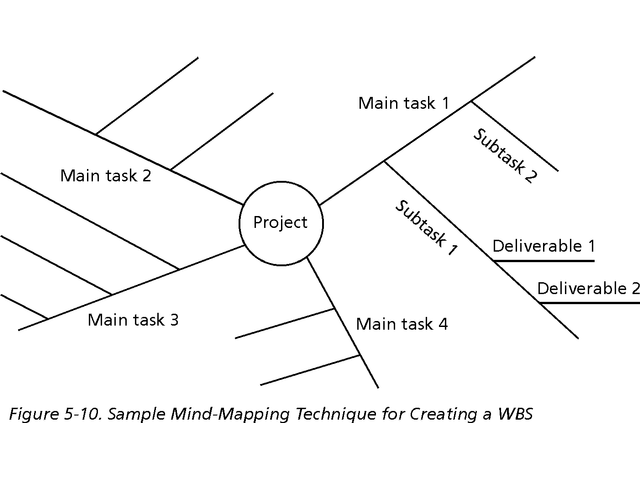 Main task 1
Subtask 2
Main task 2
Project
Subtask 1
Deliverable 1
Deliverable 2
Main task 3
Main task 4
Figure 5-10. Sample Mind-Mapping Technique for Creating a WBS